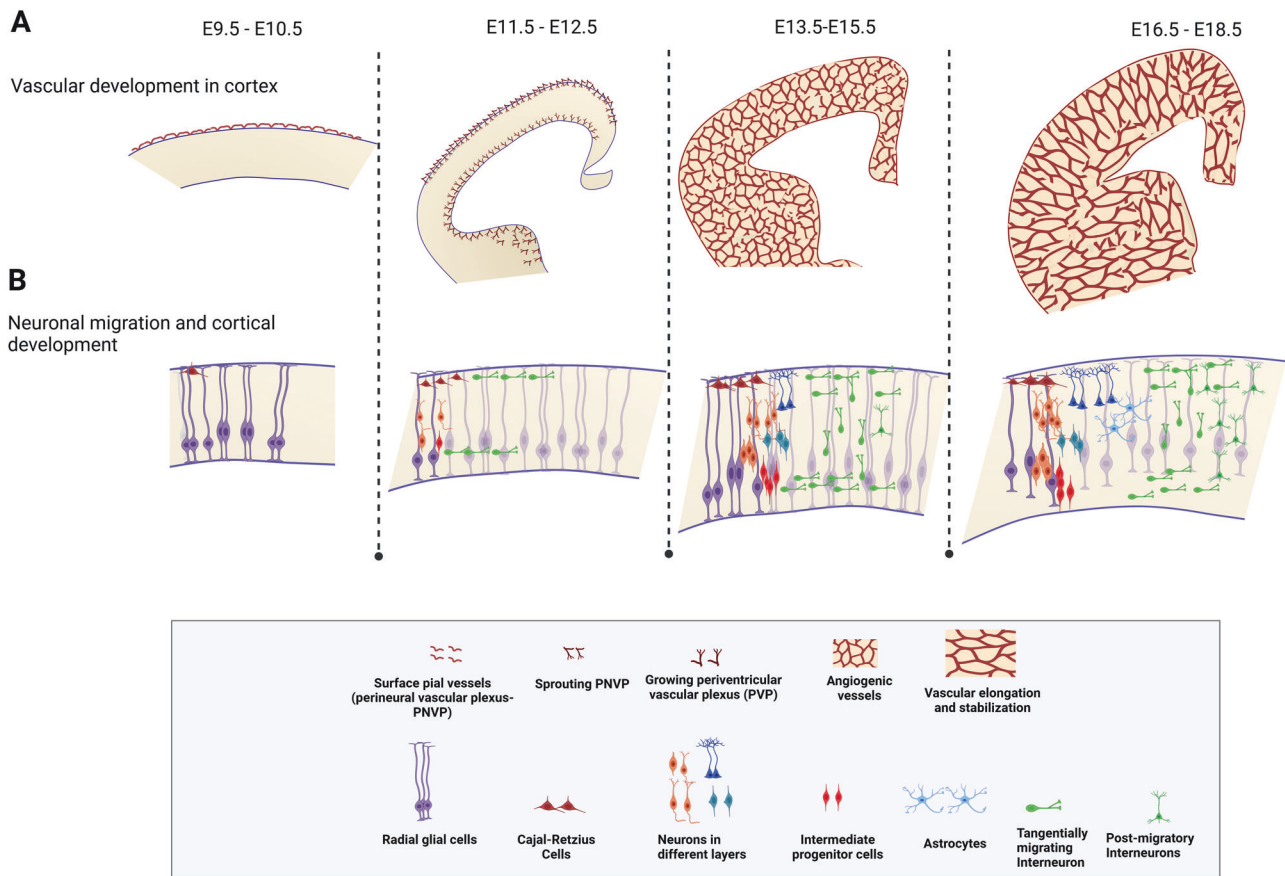 A
E9.5 - E10.5
E11.5 - E12.5
E13.5-E15.5
E16.5 - E18.5
Vascular development in cortex
B
Neuronal migration and cortical
development
Surface pial vessels
(perineural vascular plexus-
PNVP)
Sprouting PNVP
Growing periventricular
vascular plexus (PVP)
Angiogenic
vessels
Vascular elongation
and stabilization
Radial glial cells
Cajal-Retzius
Cells
Neurons in
different layers
Intermediate
progenitor cells
Astrocytes
Tangentially
migrating
Interneuron
Post-migratory
Interneurons